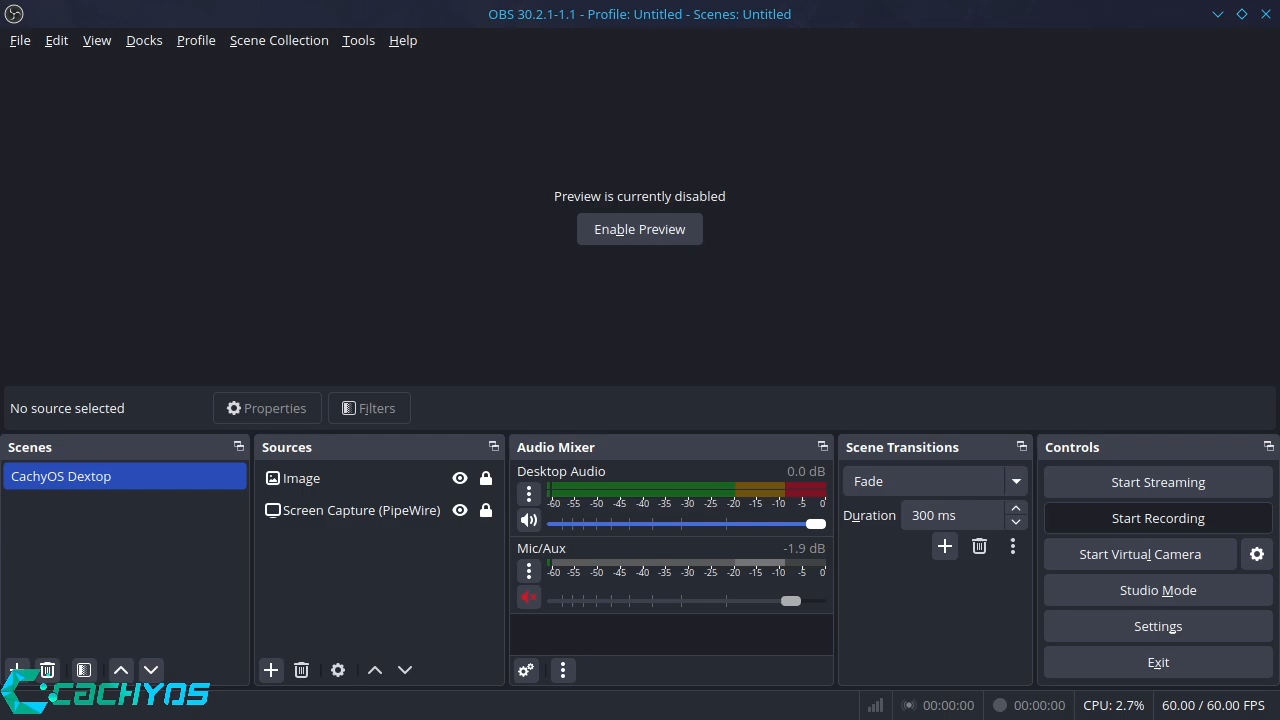 OBS 30.2.1-1.1 - Profile: Untitled - Scenes: Untitled
File Edit View Docks Profile Scene Collection Tools Help
Preview is currently disabled
Enable Preview
No source selected Properties Filters
Scenes
CachyOS Dextop
Sources
Image
Screen Capture (PipeWire)
Audio Mixer
Desktop Audio 0.0 dB
-60 -55 -50 -45 -40 -35 -30 -25 -20 -15 -10 -5 0
Mic/Aux -1.9 dB
-60 -55 -50 -45 -40 -35 -30 -25 -20 -15 -10 -5 0
Scene Transitions
Fade
Duration 300 ms
Controls
Start Streaming
Start Recording
Start Virtual Camera
Studio Mode
Settings
Exit
CACHYOS
00:00:00 00:00:00 CPU: 2.7% 60.00 / 60.00 FPS